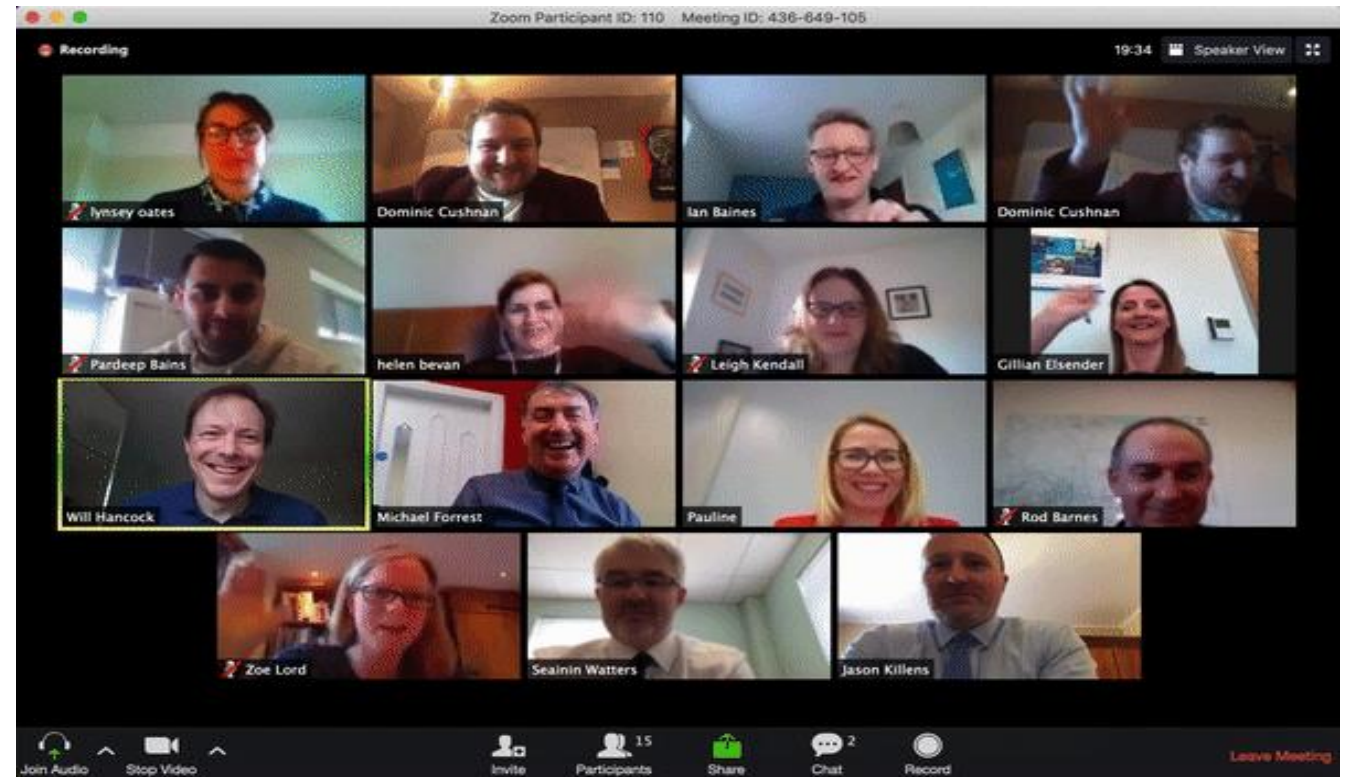 Zoom Participant ID: 110 Meeting ID: 436-649-105
Recording
19:34 Speaker View
lynsey oates
Dominic Cushnan
Ian Baines
Dominic Cushnan
Pardeep Bains
helen bevan
Leigh Kendall
Gillian Elsender
Will Hancock
Michael Forrest
Pauline
Rod Barnes
Zoe Lord
Seainin Watters
Jason Killens
15
2
Join Audio
Stop Video
Invite
Participants
Share
Chat
Record
Leave Meeting